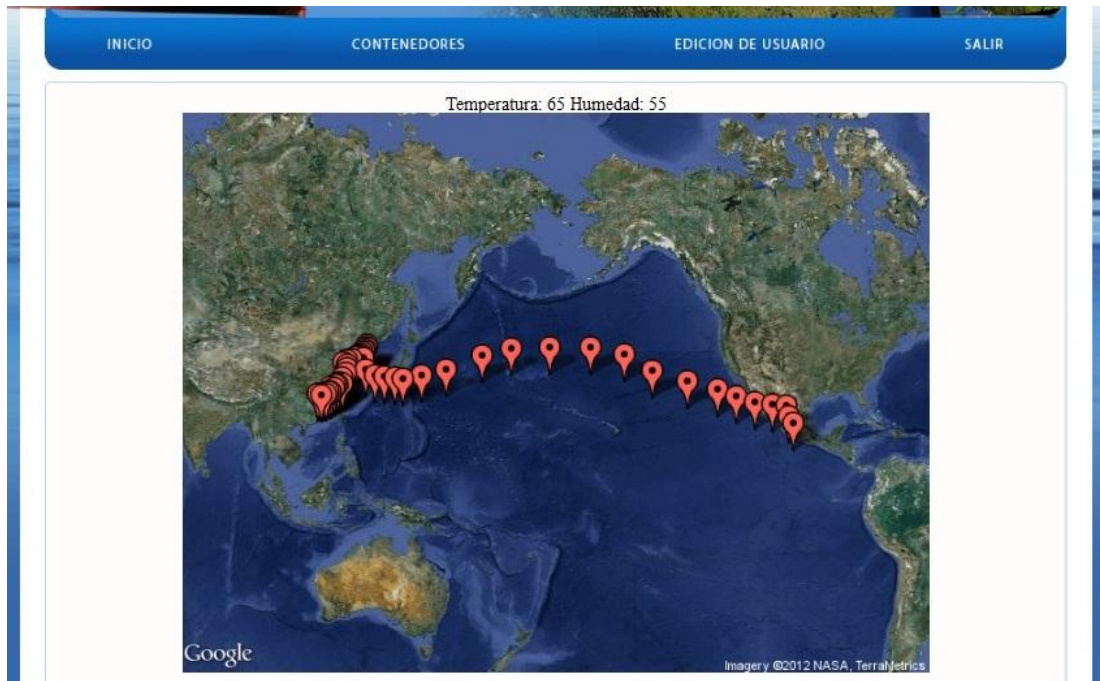 INICIO CONTENEDORES EDICION DE USUARIO SALIR
Temperatura: 65 Humedad: 55
Google
Imagery ©2012 NASA, TerraMetrics